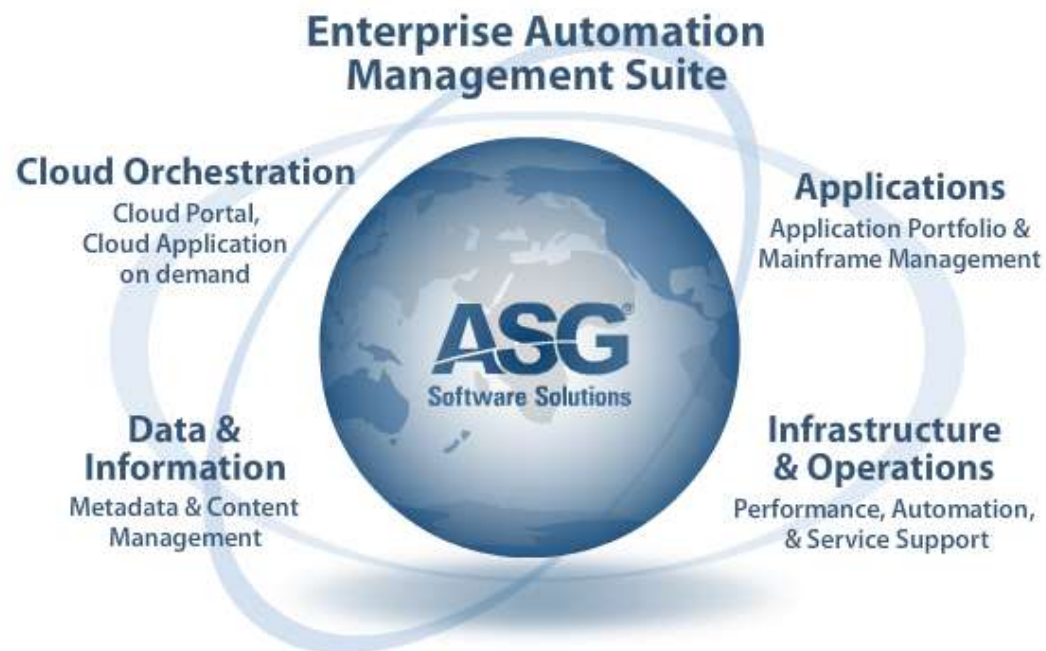 Enterprise Automation
Management Suite
Cloud Orchestration
Cloud Portal,
Cloud Application
on demand
Applications
Application Portfolio &
Mainframe Management
ASG®
Software Solutions
Data &
Information
Metadata & Content
Management
Infrastructure
& Operations
Performance, Automation,
& Service Support